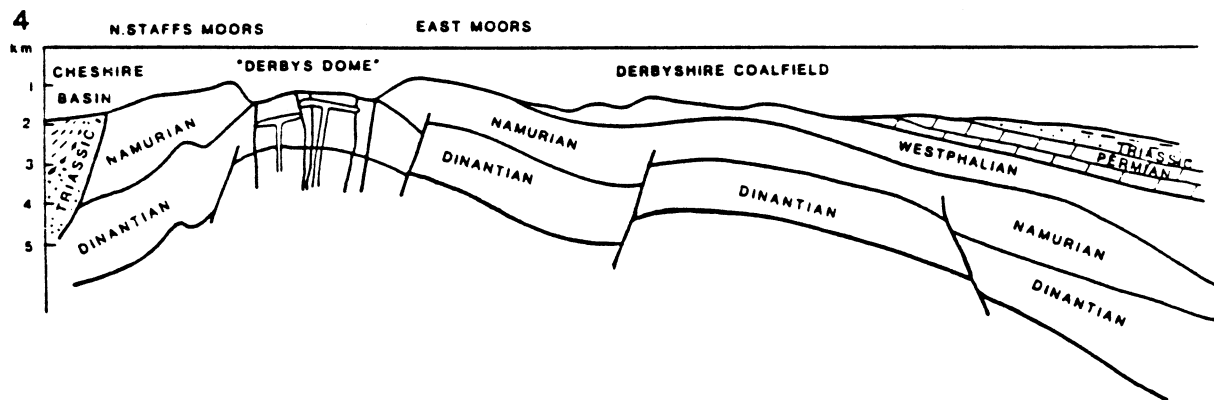 4
km
N.STAFFS MOORS
EAST MOORS
CHESHIRE
BASIN
"DERBYS DOME"
DERBYSHIRE COALFIELD
1
2
3
4
5
TRIASSIC
NAMURIAN
DINANTIAN
NAMURIAN
DINANTIAN
DINANTIAN
WESTPHALIAN
TRIASSIC
PERMIAN
NAMURIAN
DINANTIAN